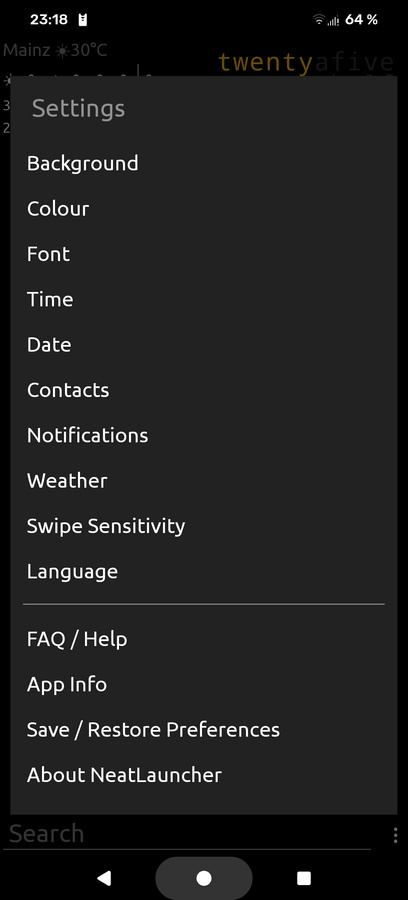 23:18
64 %
Mainz ☀30°C
twentyafive
Settings
Background
Colour
Font
Time
Date
Contacts
Notifications
Weather
Swipe Sensitivity
Language
FAQ / Help
App Info
Save / Restore Preferences
About NeatLauncher
Search